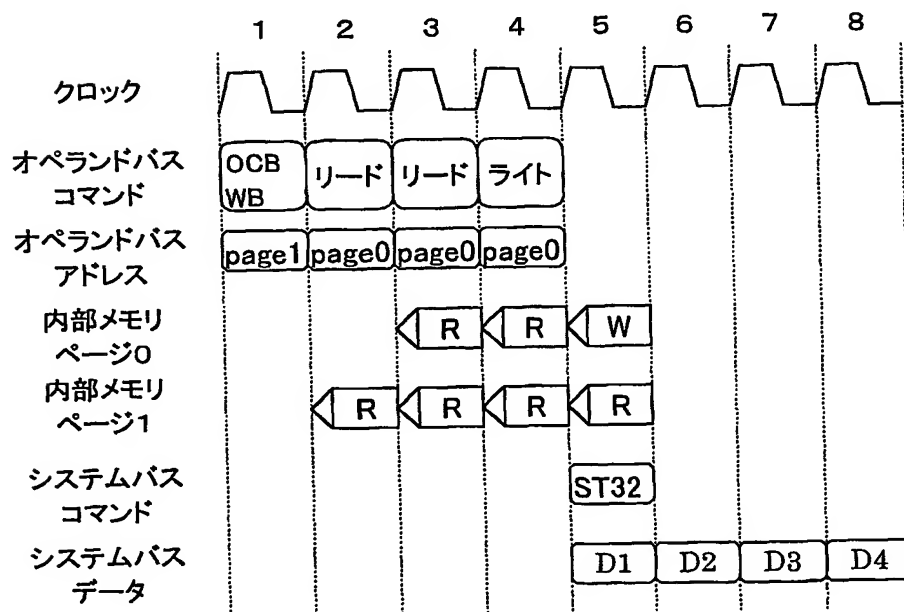 1 2 3 4 5 6 7 8
クロック
オペランドバス
コマンド
OCB
WB
リード リード ライト
オペランドバス
アドレス
page1 page0 page0 page0
内部メモリ
ページ0
R R W
内部メモリ
ページ1
R R R R
システムバス
コマンド
ST32
システムバス
データ
D1 D2 D3 D4